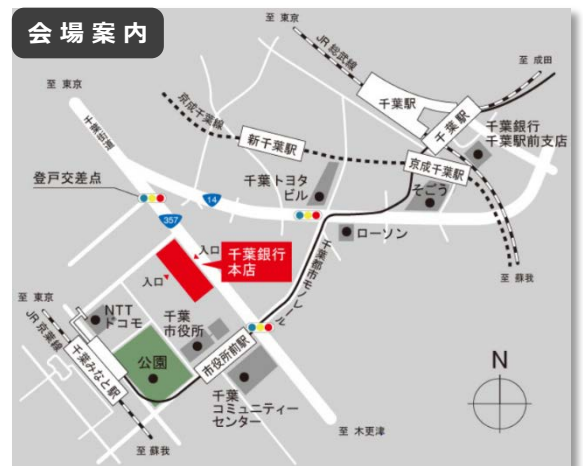 会場案内
至 東京
JR 総武線
至 成田
至 東京
千葉駅
千葉駅
京成千葉線
千葉街道
新千葉駅
千葉銀行
千葉駅前支店
京成千葉駅
登戸交差点
千葉トヨタ
ビル
そごう
14
357
ローソン
入口
千葉銀行
本店
入口
千葉都市モノレール
至 蘇我
至 東京
NTT
ドコモ
千葉
市役所
JR 京葉線
千葉みなと駅
公園
市役所前駅
千葉
コミュニティー
センター
N
至 木更津
至 蘇我